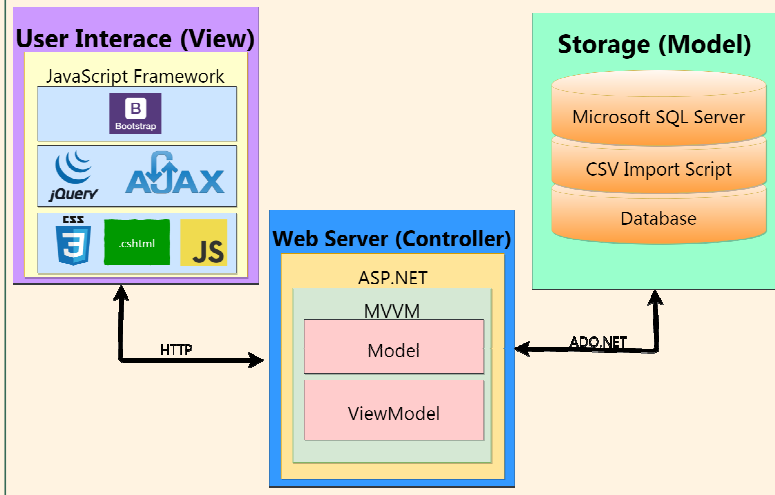 User Interace (View)
JavaScript Framework
B
Bootstrap
jQuery
AJAX
CSS
3
.cshtml
JS
HTTP
Web Server (Controller)
ASP.NET
MVVM
Model
ViewModel
ADO.NET
Storage (Model)
Microsoft SQL Server
CSV Import Script
Database